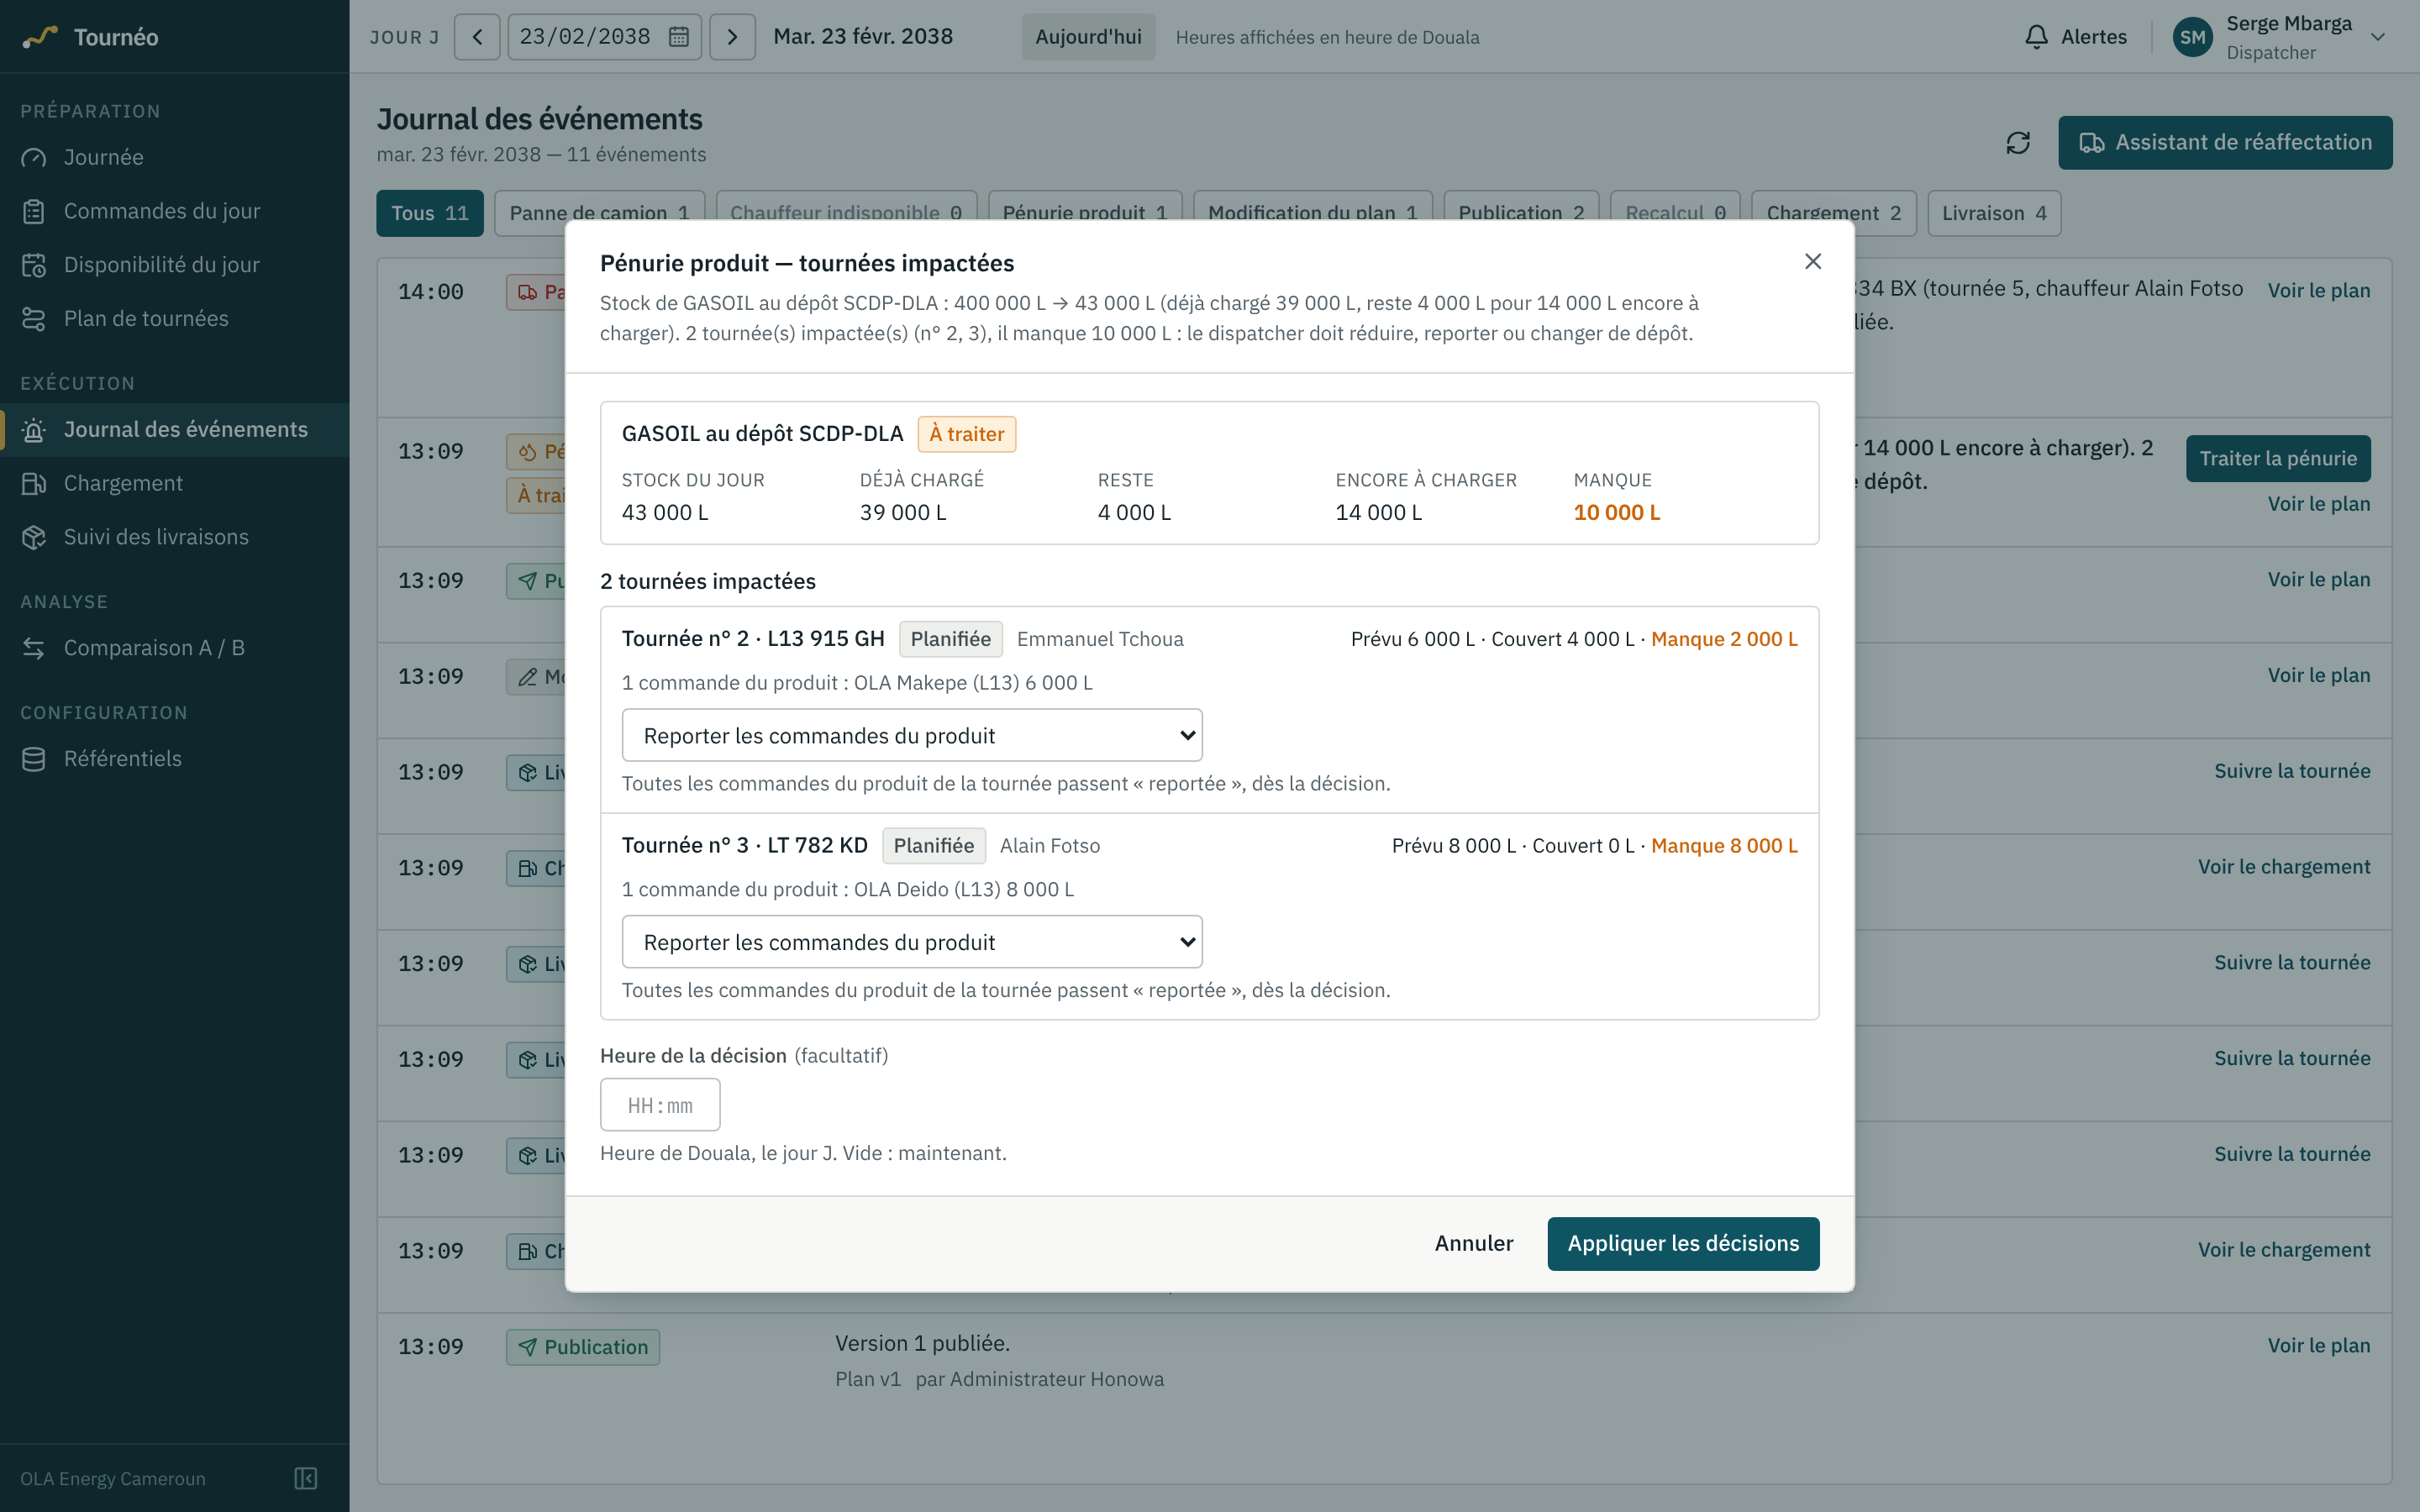 Tournéo
JOUR J
23/02/2038
Mar. 23 févr. 2038
Aujourd'hui
Heures affichées en heure de Douala
Alertes
SM
Serge Mbarga
Dispatcher
PRÉPARATION
Journée
Commandes du jour
Disponibilité du jour
Plan de tournées
EXÉCUTION
Journal des événements
Chargement
Suivi des livraisons
ANALYSE
Comparaison A / B
CONFIGURATION
Référentiels
OLA Energy Cameroun
Journal des événements
mar. 23 févr. 2038 — 11 événements
Assistant de réaffectation
Tous 11
Panne de camion 1
Chauffeur indisponible 0
Pénurie produit 1
Modification du plan 1
Publication 2
Recalcul 0
Chargement 2
Livraison 4
14:00
334 BX (tournée 5, chauffeur Alain Fotso
Voir le plan
13:09
14 000 L encore à charger). 2
dépôt.
Traiter la pénurie
Voir le plan
13:09
Voir le plan
13:09
Voir le plan
13:09
Suivre la tournée
13:09
Voir le chargement
13:09
Suivre la tournée
13:09
Suivre la tournée
13:09
Suivre la tournée
13:09
Voir le chargement
13:09
Publication
Version 1 publiée.
Plan v1 par Administrateur Honowa
Voir le plan
Pénurie produit — tournées impactées
Stock de GASOIL au dépôt SCDP-DLA : 400 000 L → 43 000 L (déjà chargé 39 000 L, reste 4 000 L pour 14 000 L encore à
charger). 2 tournée(s) impactée(s) (n° 2, 3), il manque 10 000 L : le dispatcher doit réduire, reporter ou changer de dépôt.
GASOIL au dépôt SCDP-DLA
À traiter
STOCK DU JOUR
DÉJÀ CHARGÉ
RESTE
ENCORE À CHARGER
MANQUE
43 000 L
39 000 L
4 000 L
14 000 L
10 000 L
2 tournées impactées
Tournée n° 2 · L13 915 GH
Planifiée
Emmanuel Tchoua
Prévu 6 000 L · Couvert 4 000 L · Manque 2 000 L
1 commande du produit : OLA Makepe (L13) 6 000 L
Reporter les commandes du produit
Toutes les commandes du produit de la tournée passent « reportée », dès la décision.
Tournée n° 3 · LT 782 KD
Planifiée
Alain Fotso
Prévu 8 000 L · Couvert 0 L · Manque 8 000 L
1 commande du produit : OLA Deido (L13) 8 000 L
Reporter les commandes du produit
Toutes les commandes du produit de la tournée passent « reportée », dès la décision.
Heure de la décision (facultatif)
HH:mm
Heure de Douala, le jour J. Vide : maintenant.
Annuler
Appliquer les décisions